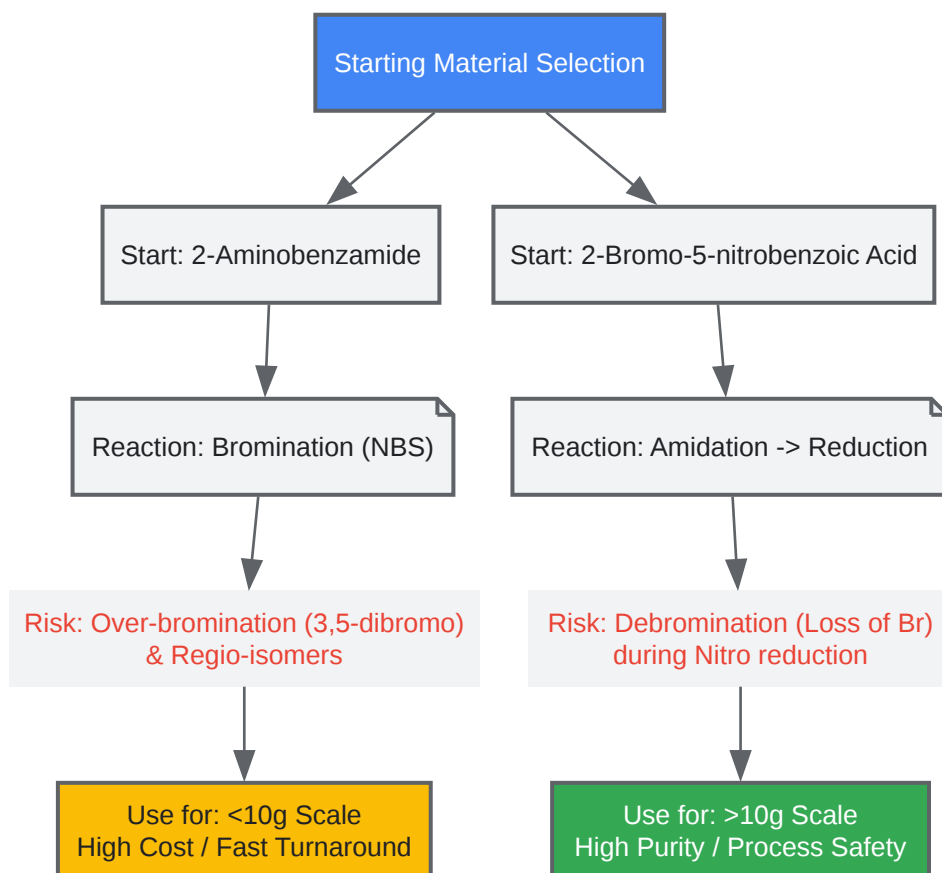 Starting Material Selection
Start: 2-Aminobenzamide
Start: 2-Bromo-5-nitrobenzoic Acid
Reaction: Bromination (NBS)
Reaction: Amidation -> Reduction
Risk: Over-bromination (3,5-dibromo)
& Regio-isomers
Risk: Debromination (Loss of Br)
during Nitro reduction
Use for: <10g Scale
High Cost / Fast Turnaround
Use for: >10g Scale
High Purity / Process Safety